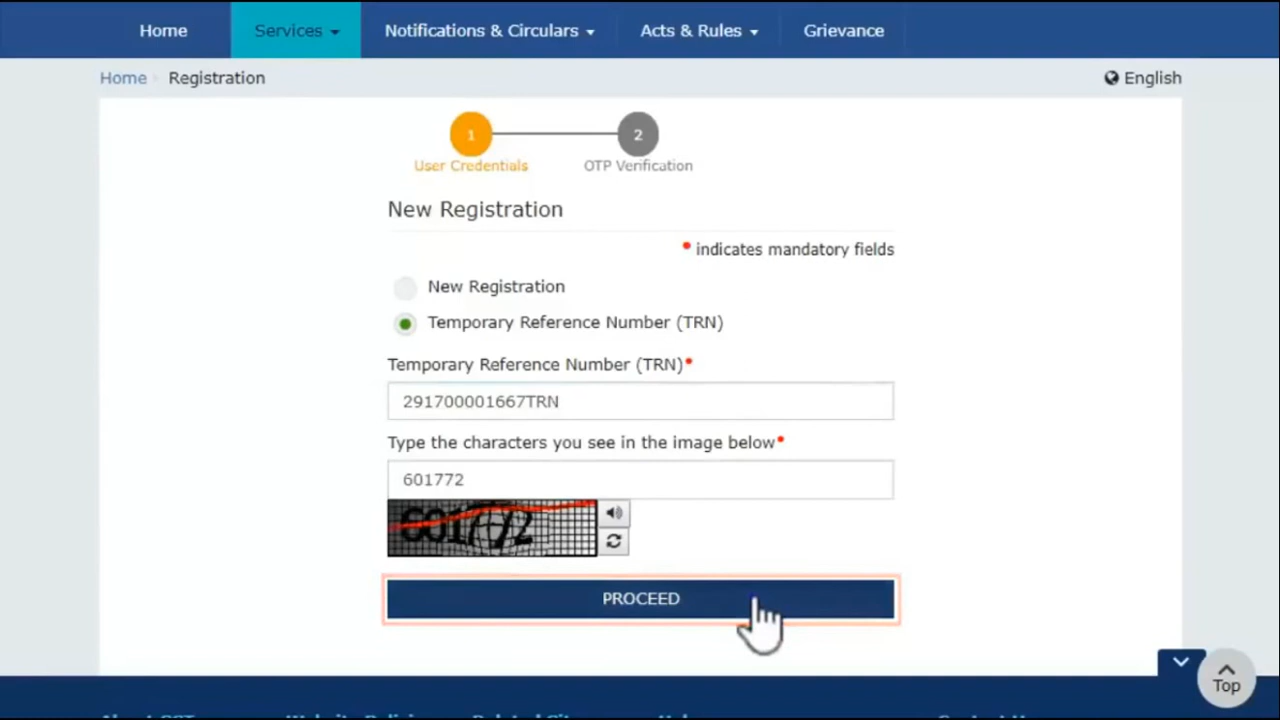 Home Services Notifications & Circulars Acts & Rules Grievance
Home Registration English
1 2
User Credentials OTP Verification
New Registration
• indicates mandatory fields
New Registration
Temporary Reference Number (TRN)
Temporary Reference Number (TRN)•
291700001667TRN
Type the characters you see in the image below•
601772
601772
PROCEED
Top